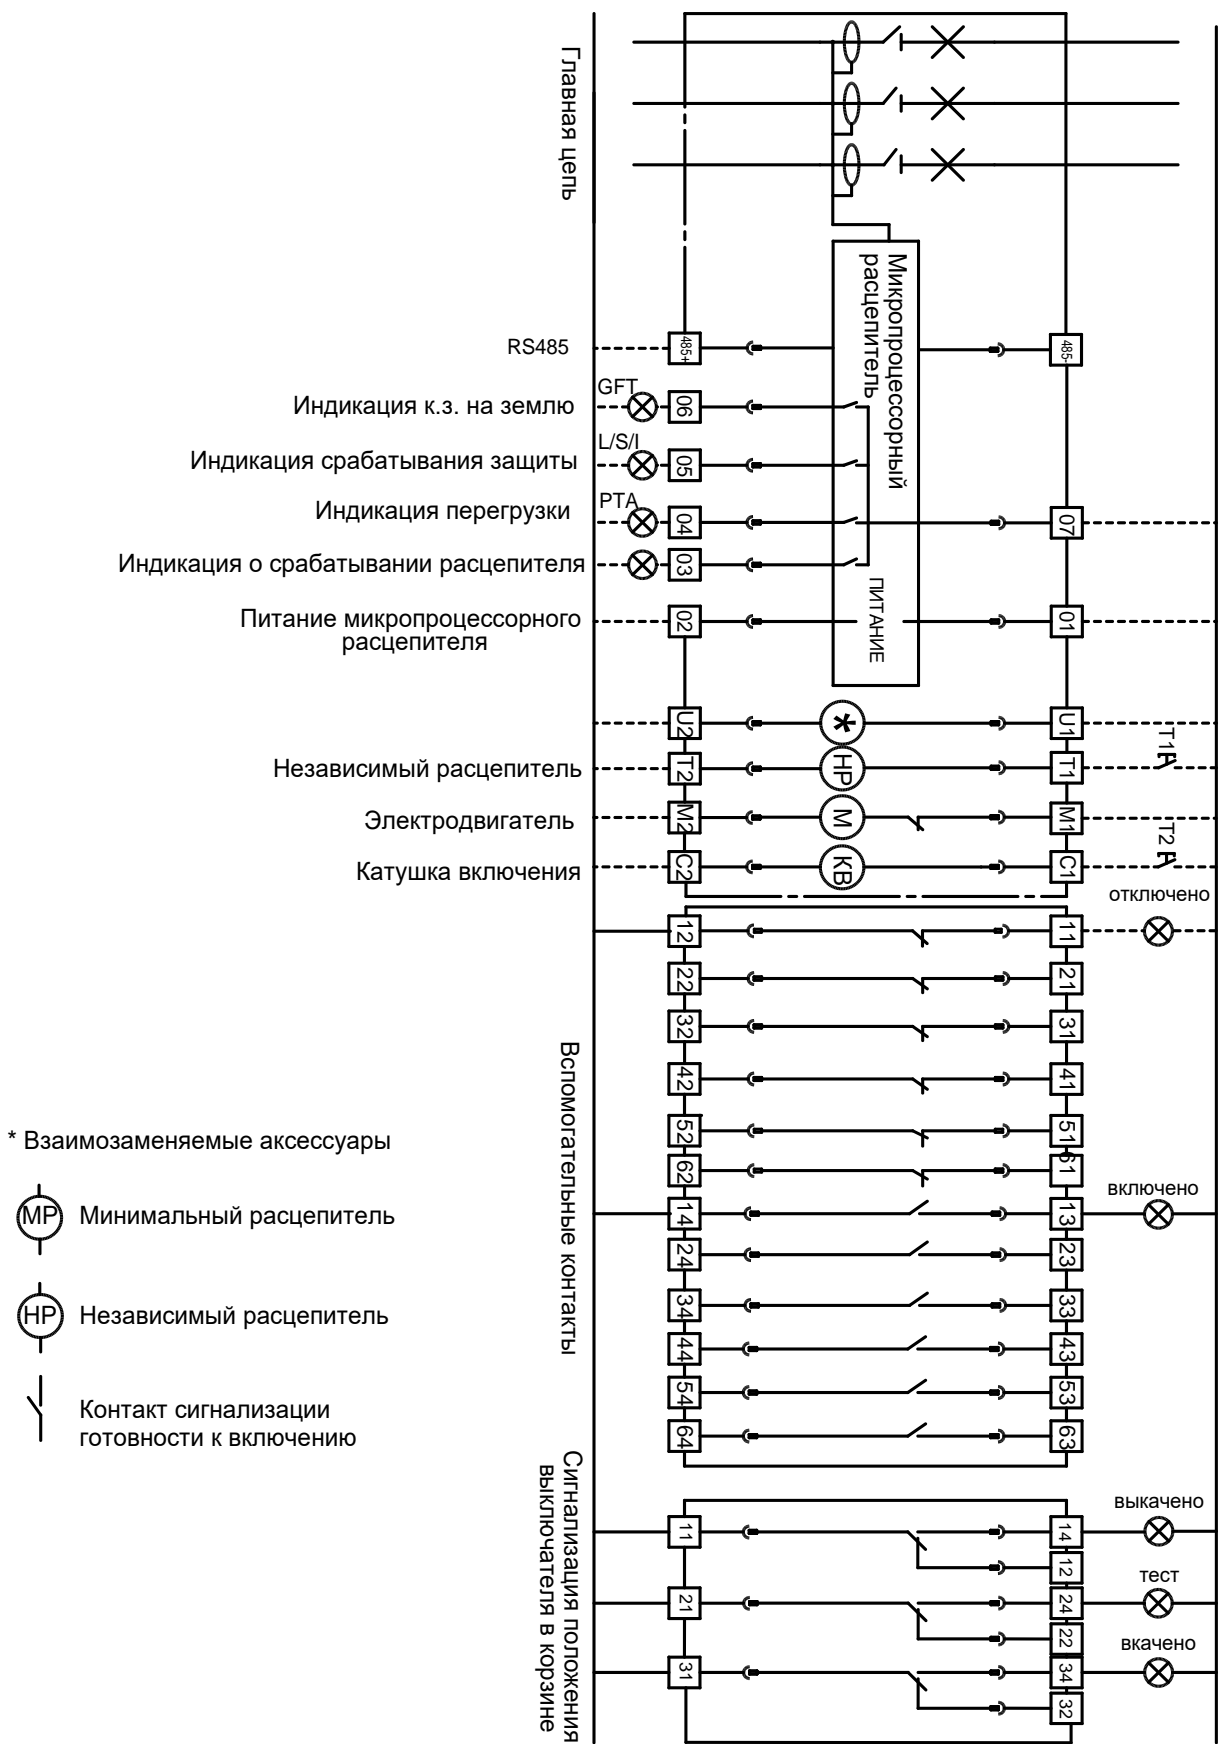 Главная цепь
Микропроцессорный
расцепитель
RS485
485+
485-
GFT
Индикация к.з. на землю
06
L/S/I
Индикация срабатывания защиты
05
PTA
Индикация перегрузки
04
07
Индикация о срабатывании расцепителя
03
ПИТАНИЕ
Питание микропроцессорного
расцепителя
02
01
U2
*
U1
Независимый расцепитель
T2
НР
T1
T1
Электродвигатель
M2
М
M1
Катушка включения
C2
КВ
C1
T2
отключено
12
11
22
21
32
31
Вспомогательные контакты
42
41
52
51
62
61
включено
14
13
24
23
34
33
44
43
54
53
64
63
* Взаимозаменяемые аксессуары
МР
Минимальный расцепитель
НР
Независимый расцепитель
Контакт сигнализации
готовности к включению
Сигнализация положения
выключателя в корзине
выкачено
11
14
12
тест
21
24
22
вкачено
31
34
32